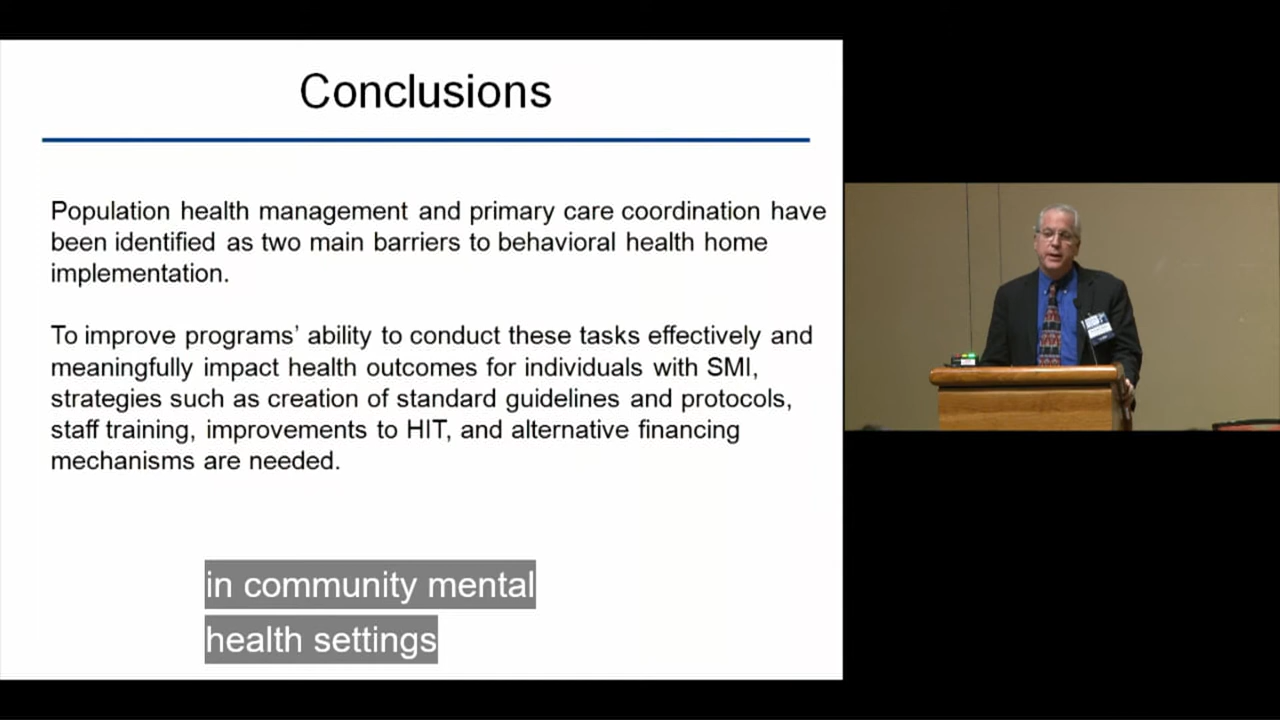 Conclusions
Population health management and primary care coordination have
been identified as two main barriers to behavioral health home
implementation.
To improve programs’ ability to conduct these tasks effectively and
meaningfully impact health outcomes for individuals with SMI,
strategies such as creation of standard guidelines and protocols,
staff training, improvements to HIT, and alternative financing
mechanisms are needed.
in community mental
health settings